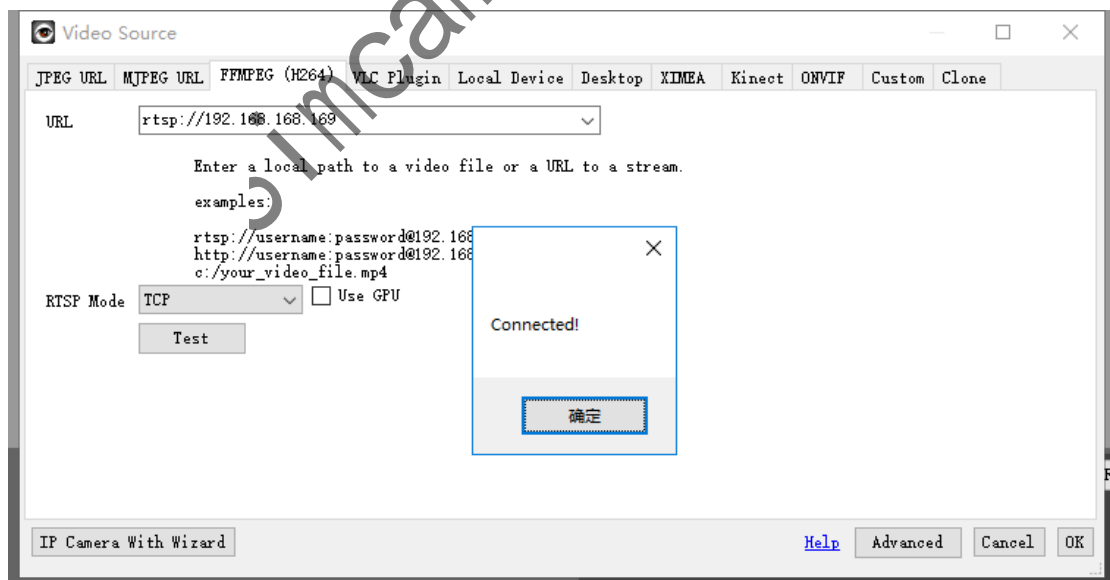 Video Source
JPEG URL MJPEG URL FFMPEG (H264) VLC Plugin Local Device Desktop XIMEA Kinect ONVIF Custom Clone
URL rtsp://192.168.168.169
Enter a local path to a video file or a URL to a stream.
examples:
rtsp://username:password@192.168
http://username:password@192.168
c:/your_video_file.mp4
RTSP Mode TCP Use GPU
Test
Connected!
确定
IP Camera With Wizard Help Advanced Cancel OK
simcam